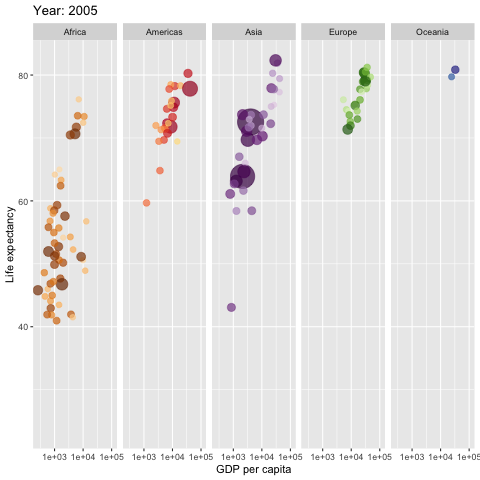 Year: 2005
Africa Americas Asia Europe Oceania
80
60
40
Life expectancy
1e+03 1e+04 1e+05 1e+03 1e+04 1e+05 1e+03 1e+04 1e+05 1e+03 1e+04 1e+05 1e+03 1e+04 1e+05
GDP per capita